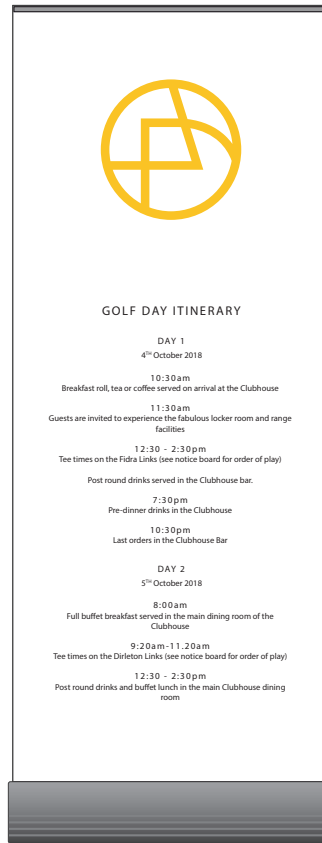 GOLF DAY ITINERARY
DAY 1
4TH October 2018
10:30am
Breakfast roll, tea or coffee served on arrival at the Clubhouse
11:30am
Guests are invited to experience the fabulous locker room and range
facilities
12:30 - 2:30pm
Tee times on the Fidra Links (see notice board for order of play)
Post round drinks served in the Clubhouse bar.
7:30pm
Pre-dinner drinks in the Clubhouse
10:30pm
Last orders in the Clubhouse Bar
DAY 2
5TH October 2018
8:00am
Full buffet breakfast served in the main dining room of the
Clubhouse
9:20am-11.20am
Tee times on the Dirleton Links (see notice board for order of play)
12:30 - 2:30pm
Post round drinks and buffet lunch in the main Clubhouse dining
room